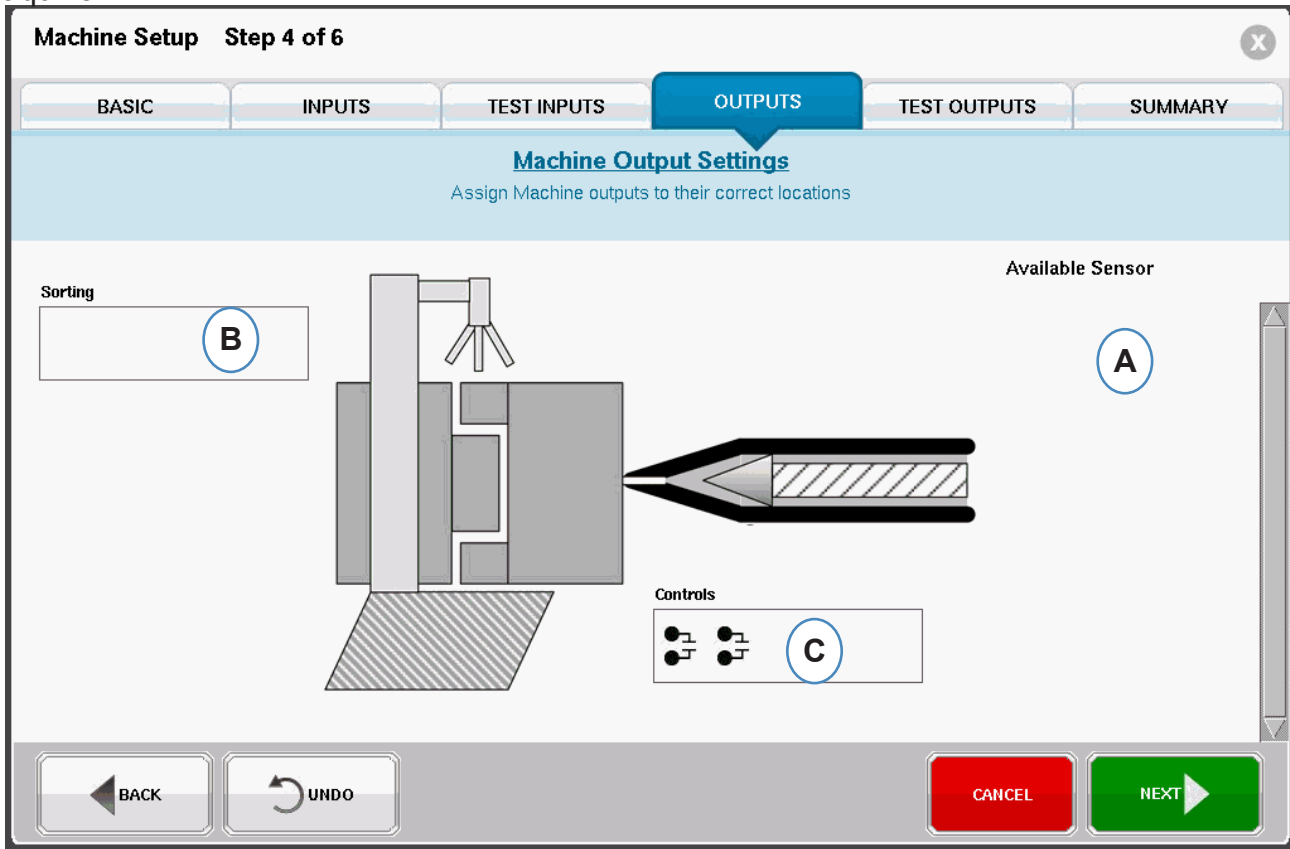 Machine Setup Step 4 of 6
X
BASIC INPUTS TEST INPUTS OUTPUTS TEST OUTPUTS SUMMARY
Machine Output Settings
Assign Machine outputs to their correct locations
Available Sensor
Sorting
B
A
Controls
C
BACK UNDO CANCEL NEXT